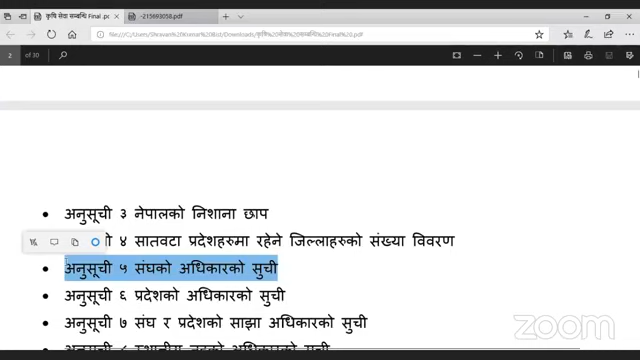 कृषि सेवा सम्बन्धि Final .pdf
-215693058.pdf
2 of 30
अनुसूची ३ नेपालको निशाना छाप
४ सातवटा प्रदेशहरुमा रहेने जिल्लाहरुको संख्या विवरण
अनुसूची ५ संघको अधिकारको सुची
अनुसूची ६ प्रदेशको अधिकारको सुची
अनुसूची ७ संघ र प्रदेशको साझा अधिकारको सुची
zoom